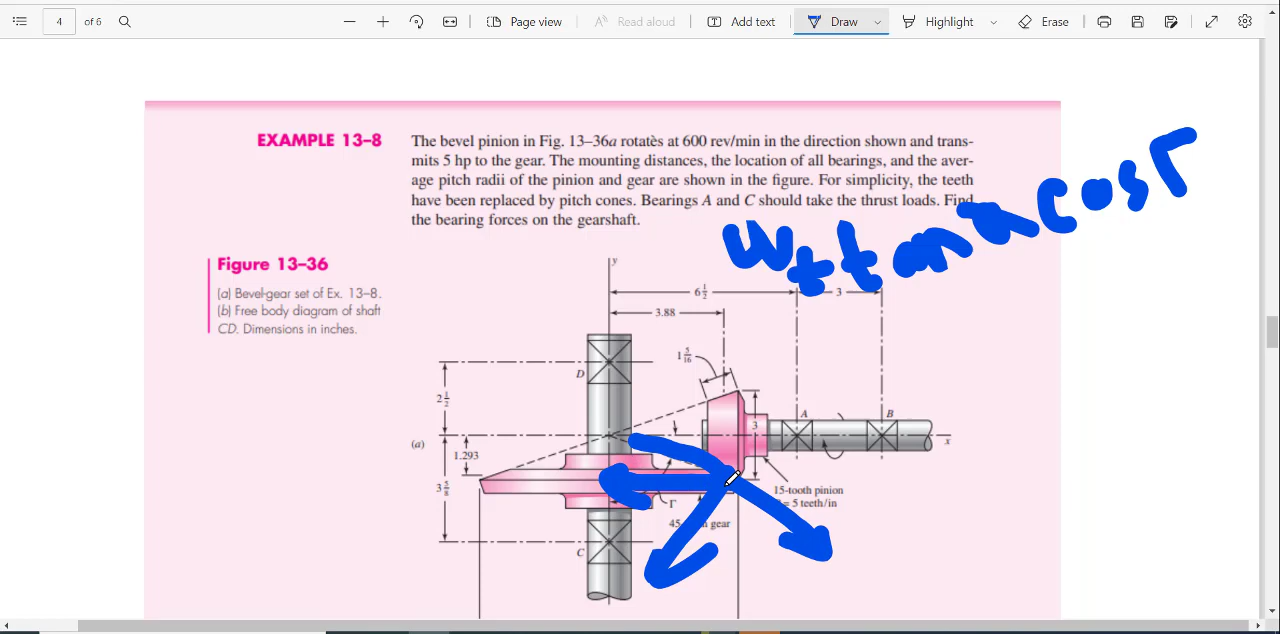 4 of 6 Page view Read aloud Add text Draw Highlight Erase
EXAMPLE 13–8
The bevel pinion in Fig. 13–36a rotatès at 600 rev/min in the direction shown and trans-
mits 5 hp to the gear. The mounting distances, the location of all bearings, and the aver-
age pitch radii of the pinion and gear are shown in the figure. For simplicity, the teeth
have been replaced by pitch cones. Bearings A and C should take the thrust loads. Find
the bearing forces on the gearshaft.
Wt tan α cos Γ
Figure 13–36
(a) Bevel-gear set of Ex. 13–8.
(b) Free body diagram of shaft
CD. Dimensions in inches.
y
6 1/2
3
3.88
1 5/16
D
2 1/2
A
B
3
(a)
x
1.293
3 5/8
15-tooth pinion
= 5 teeth/in
Γ
45 gear
C